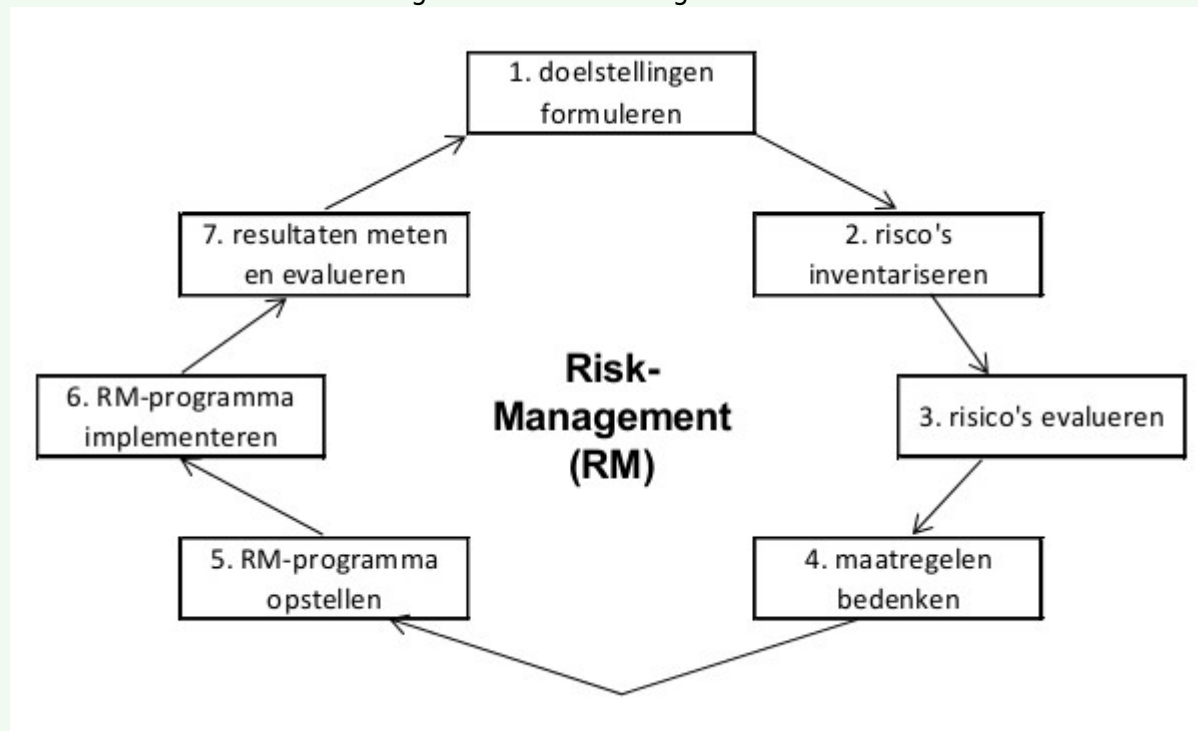 1. doelstellingen
formuleren
2. risco's
inventariseren
3. risico's evalueren
4. maatregelen
bedenken
5. RM-programma
opstellen
6. RM-programma
implementeren
7. resultaten meten
en evalueren
Risk-
Management
(RM)